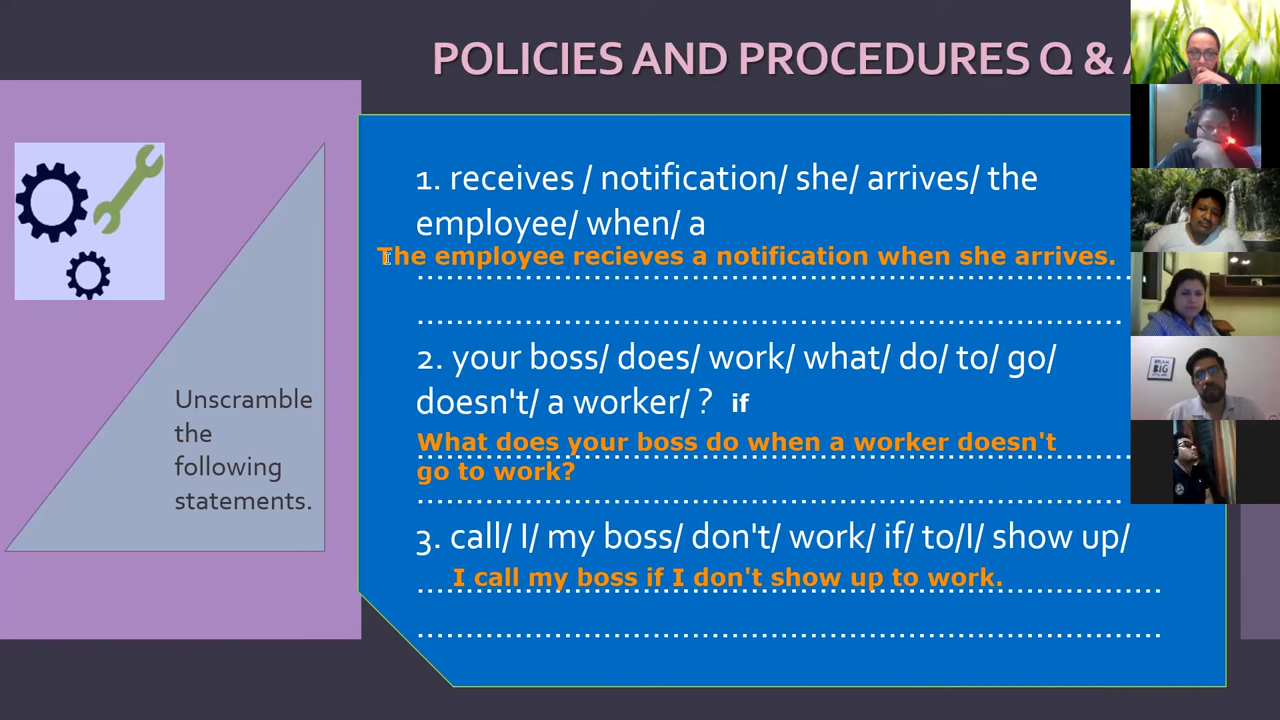 POLICIES AND PROCEDURES Q &
1. receives / notification/ she/ arrives/ the
employee/ when/ a
The employee recieves a notification when she arrives.
2. your boss/ does/ work/ what/ do/ to/ go/
doesn't/ a worker/ ? if
What does your boss do when a worker doesn't
go to work?
3. call/ I/ my boss/ don't/ work/ if/ to/I/ show up/
I call my boss if I don't show up to work.
Unscramble
the
following
statements.
DREAM
BIG